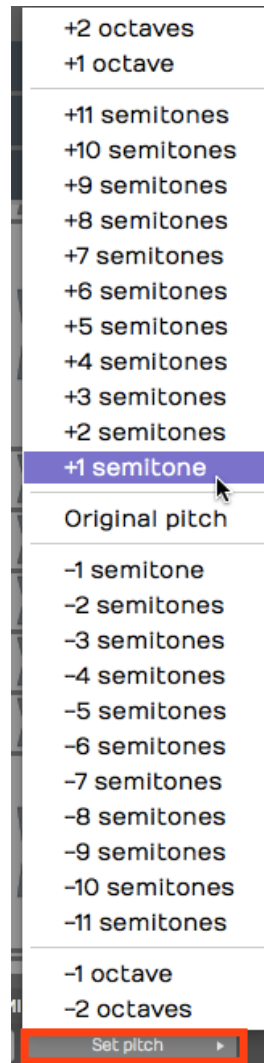 +2 octaves
+1 octave
+11 semitones
+10 semitones
+9 semitones
+8 semitones
+7 semitones
+6 semitones
+5 semitones
+4 semitones
+3 semitones
+2 semitones
+1 semitone
Original pitch
-1 semitone
-2 semitones
-3 semitones
-4 semitones
-5 semitones
-6 semitones
-7 semitones
-8 semitones
-9 semitones
-10 semitones
-11 semitones
-1 octave
-2 octaves
Set pitch